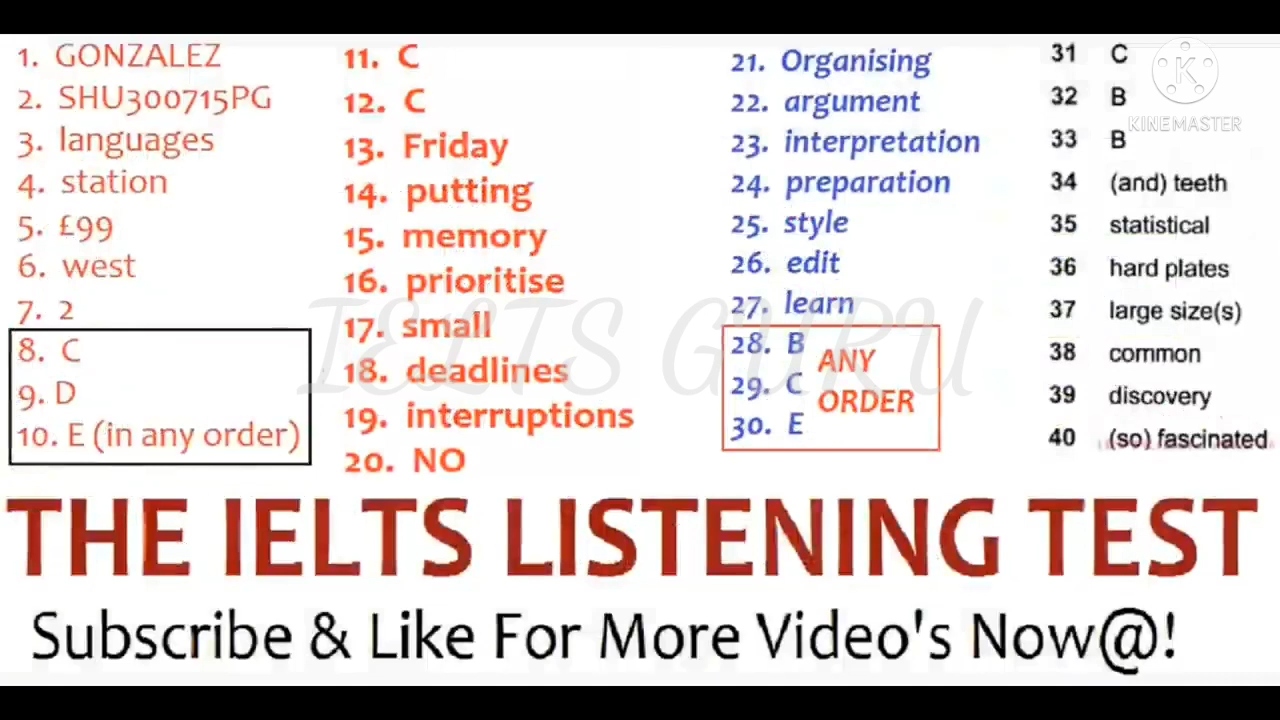 1. GONZALEZ
2. SHU300715PG
3. languages
4. station
5. £99
6. west
7. 2
8. C
9. D
10. E (in any order)
11. C
12. C
13. Friday
14. putting
15. memory
16. prioritise
17. small
18. deadlines
19. interruptions
20. NO
21. Organising
22. argument
23. interpretation
24. preparation
25. style
26. edit
27. learn
28. B
29. C
30. E
ANY
ORDER
31 C
32 B
33 B
34 (and) teeth
35 statistical
36 hard plates
37 large size(s)
38 common
39 discovery
40 (so) fascinated
K
KINEMASTER
IELTS GURU
THE IELTS LISTENING TEST
Subscribe & Like For More Video's Now@!